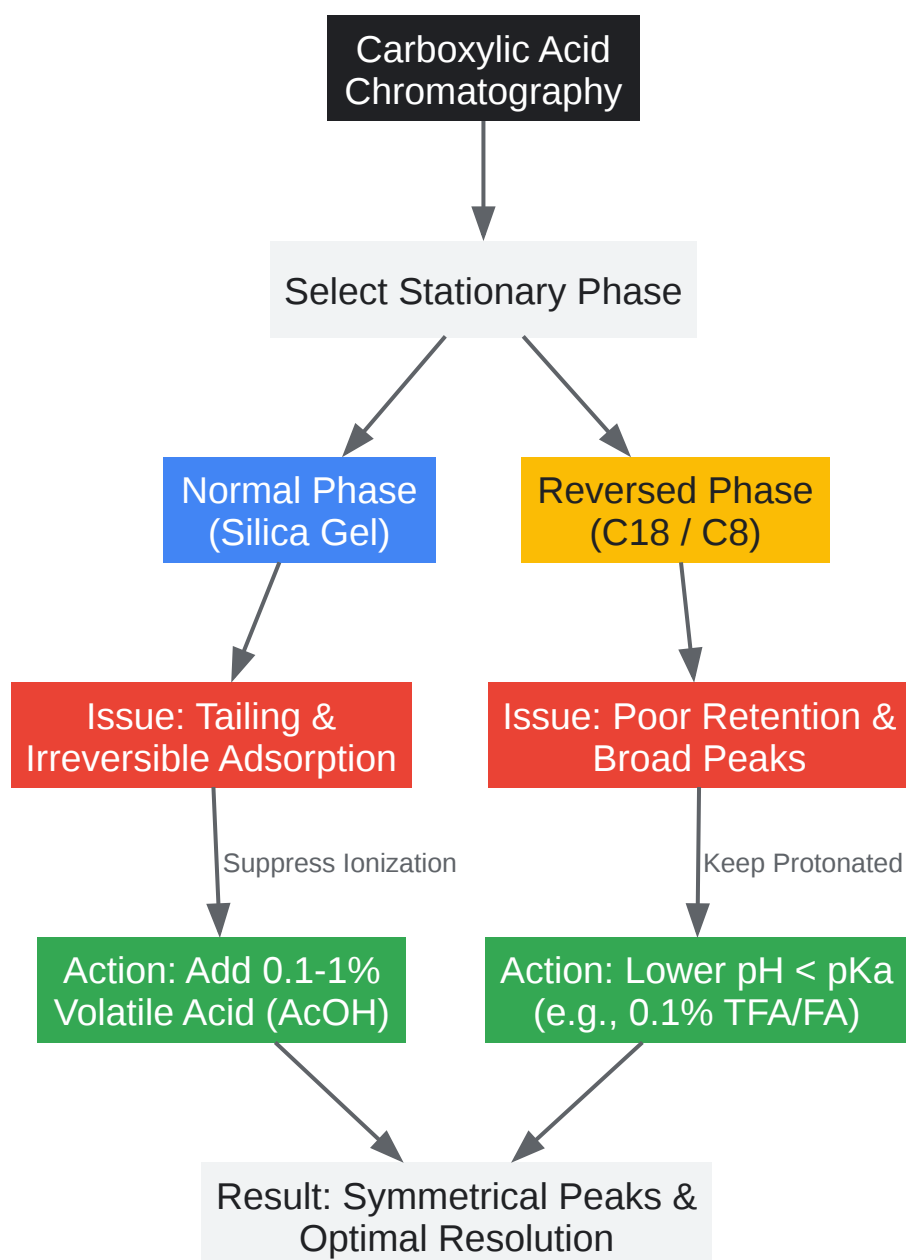 Carboxylic Acid
Chromatography
Select Stationary Phase
Normal Phase
(Silica Gel)
Reversed Phase
(C18 / C8)
Issue: Tailing &
Irreversible Adsorption
Issue: Poor Retention &
Broad Peaks
Suppress Ionization
Keep Protonated
Action: Add 0.1-1%
Volatile Acid (AcOH)
Action: Lower pH < pKa
(e.g., 0.1% TFA/FA)
Result: Symmetrical Peaks &
Optimal Resolution